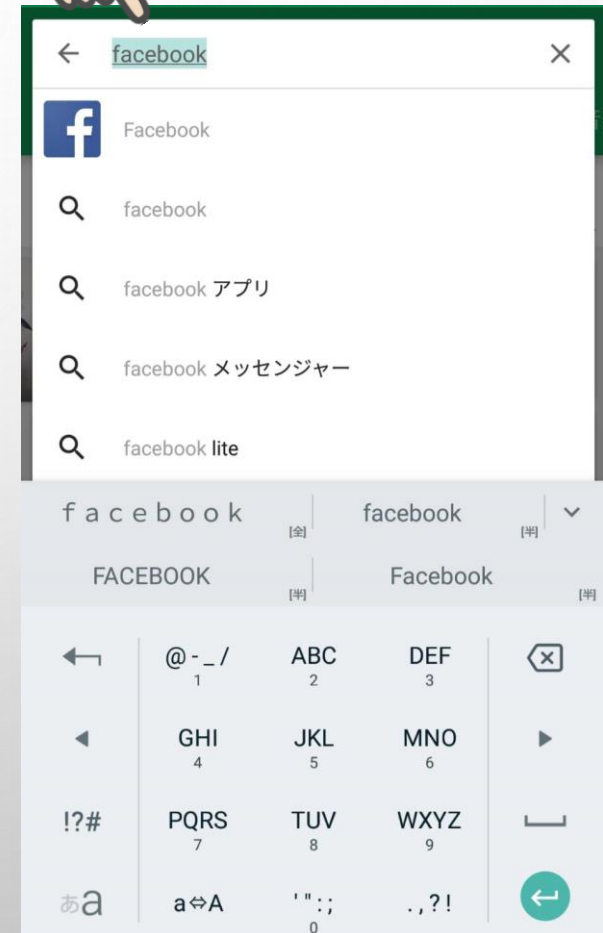 facebook
Facebook
facebook
facebook アプリ
facebook メッセンジャー
facebook lite
ｆａｃｅｂｏｏｋ [全] facebook [半]
FACEBOOK [半] Facebook [半]
@-_/ ABC DEF
1 2 3
GHI JKL MNO
4 5 6
!?# PQRS TUV WXYZ
7 8 9
あa a⇔A '":; .,?!
0